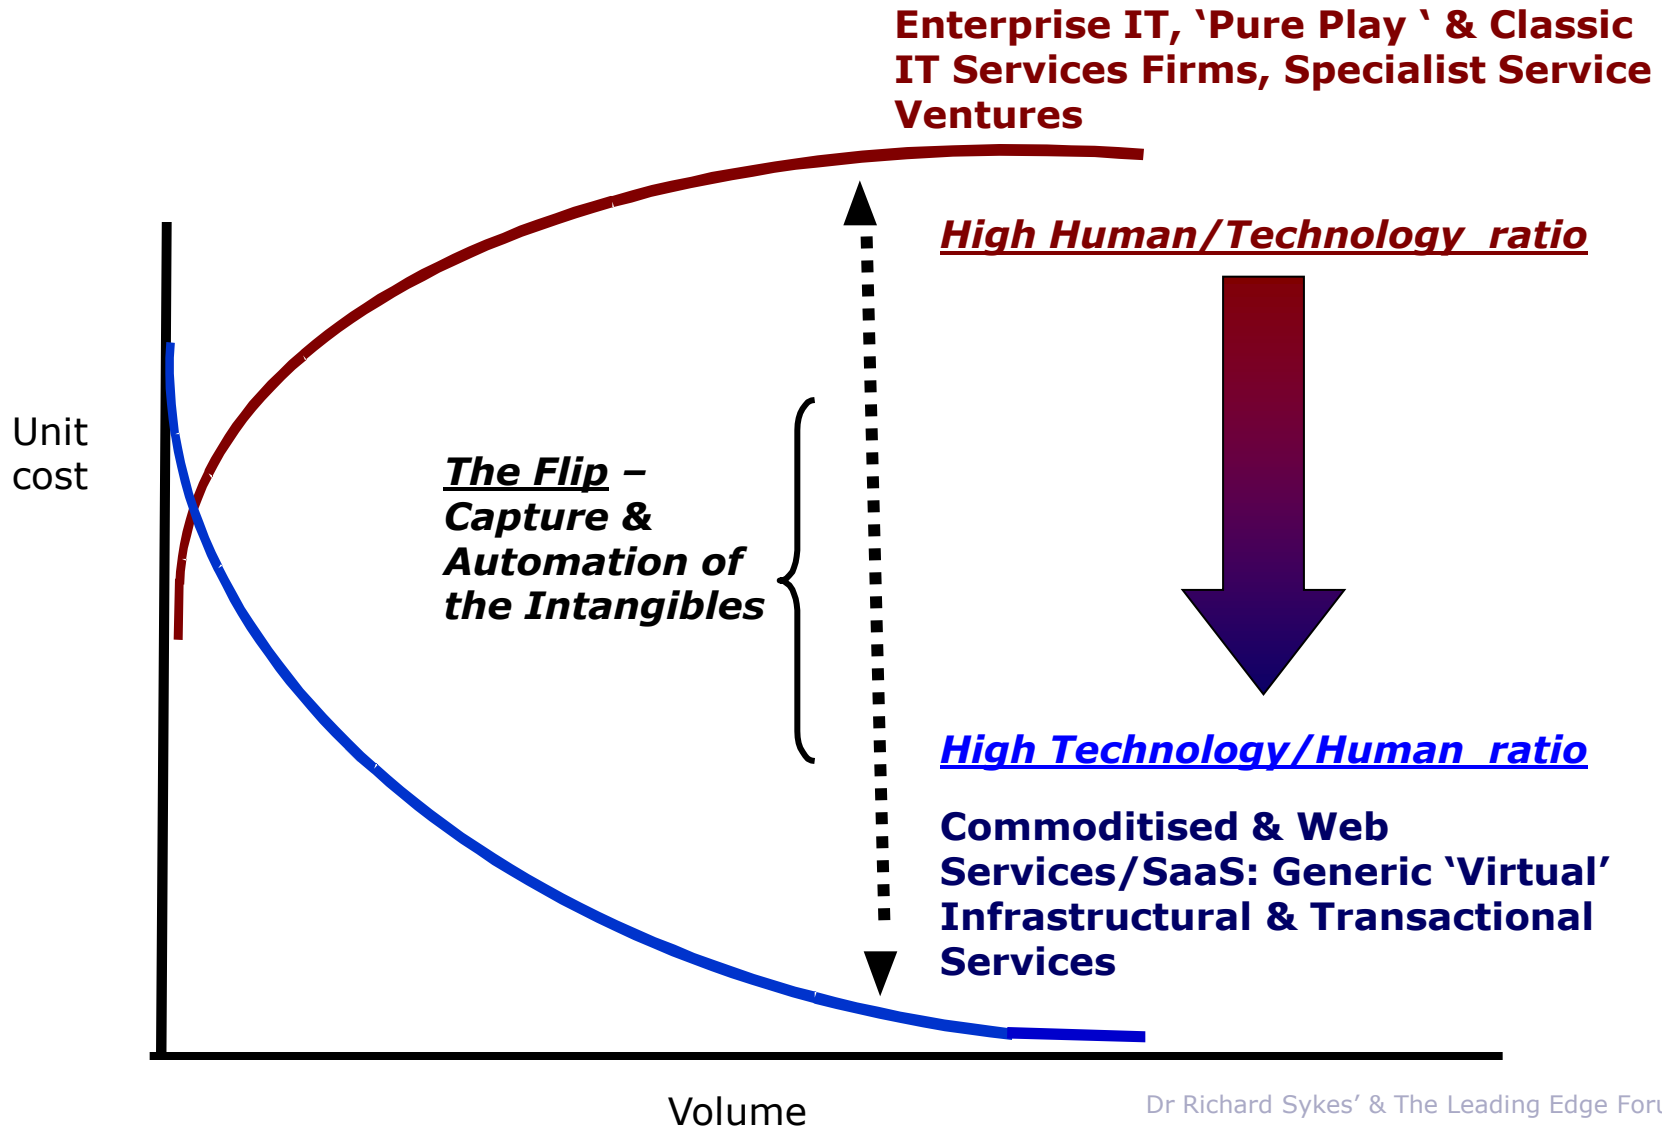 Enterprise IT, ‘Pure Play ‘ & Classic
IT Services Firms, Specialist Service
Ventures
High Human/Technology ratio
Unit
cost
The Flip –
Capture &
Automation of
the Intangibles
High Technology/Human ratio
Commoditised & Web
Services/SaaS: Generic ‘Virtual’
Infrastructural & Transactional
Services
Volume
Dr Richard Sykes’ & The Leading Edge